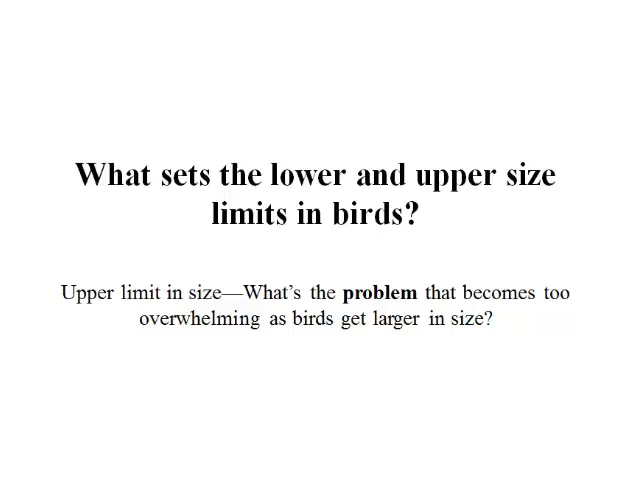 What sets the lower and upper size
limits in birds?
Upper limit in size—What’s the problem that becomes too
overwhelming as birds get larger in size?